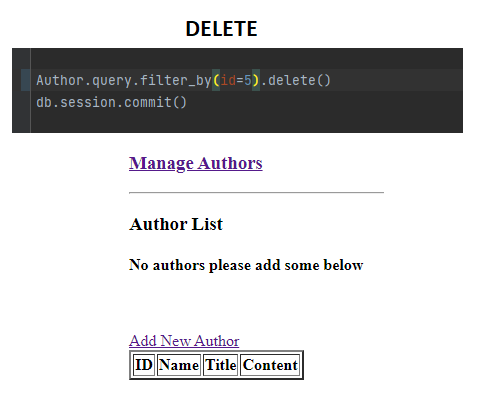 DELETE
Author.query.filter_by(id=5).delete()
db.session.commit()
Manage Authors
Author List
No authors please add some below
Add New Author
ID Name Title Content